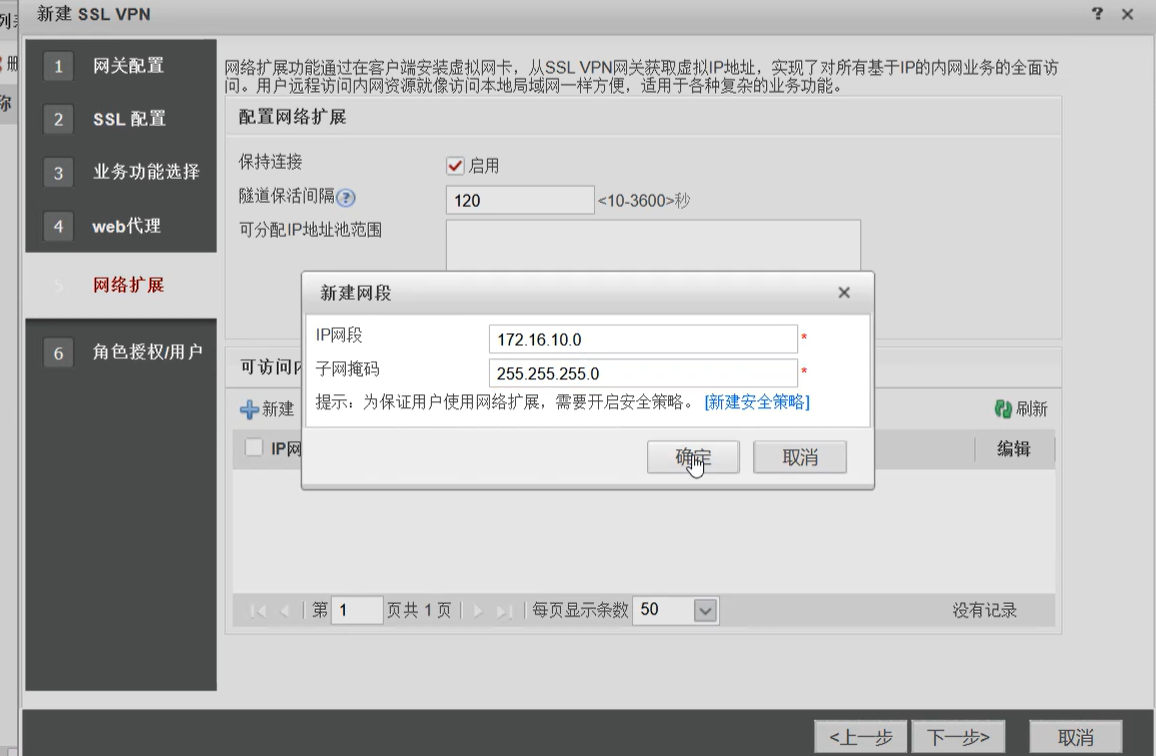 新建 SSL VPN
?
列表
删
称
1 网关配置
2 SSL 配置
3 业务功能选择
4 web代理
5 网络扩展
6 角色授权/用户
网络扩展功能通过在客户端安装虚拟网卡，从SSL VPN网关获取虚拟IP地址，实现了对所有基于IP的内网业务的全面访
问。用户远程访问内网资源就像访问本地局域网一样方便，适用于各种复杂的业务功能。
配置网络扩展
保持连接 启用
隧道保活间隔 ? 120 <10-3600>秒
可分配IP地址池范围
新建网段
IP网段 172.16.10.0 *
子网掩码 255.255.255.0 *
提示：为保证用户使用网络扩展，需要开启安全策略。 [新建安全策略]
确定 取消
可访问内
新建 刷新
IP网 编辑
第 1 页共 1 页 每页显示条数 50 没有记录
<上一步 下一步> 取消